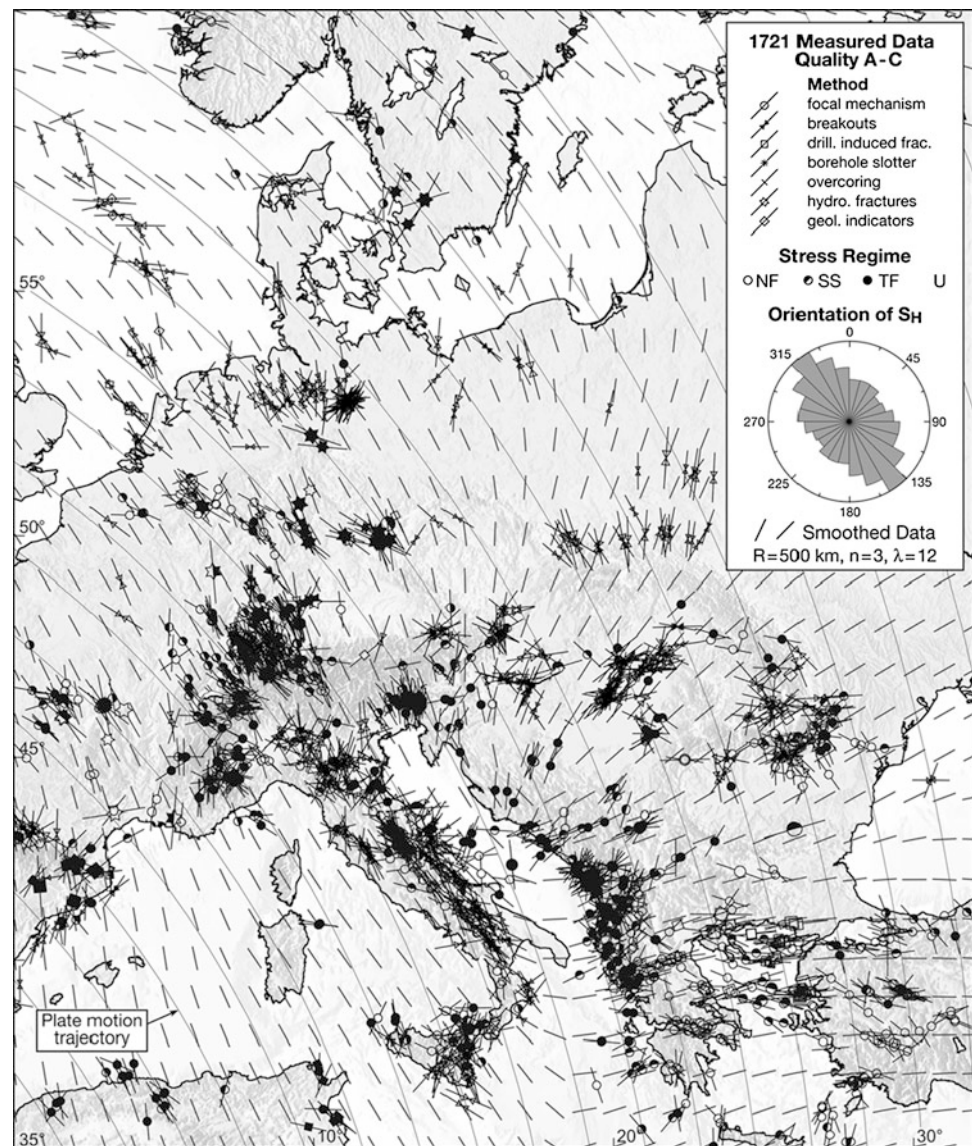 1721 Measured Data
Quality A-C
Method
focal mechanism
breakouts
drill. induced frac.
borehole slotter
overcoring
hydro. fractures
geol. indicators
Stress Regime
NF SS TF U
Orientation of SH
0
315 45
270 90
225 135
180
/ / Smoothed Data
R=500 km, n=3, λ=12
55°
50°
45°
Plate motion
trajectory
35° 10° 20° 30°